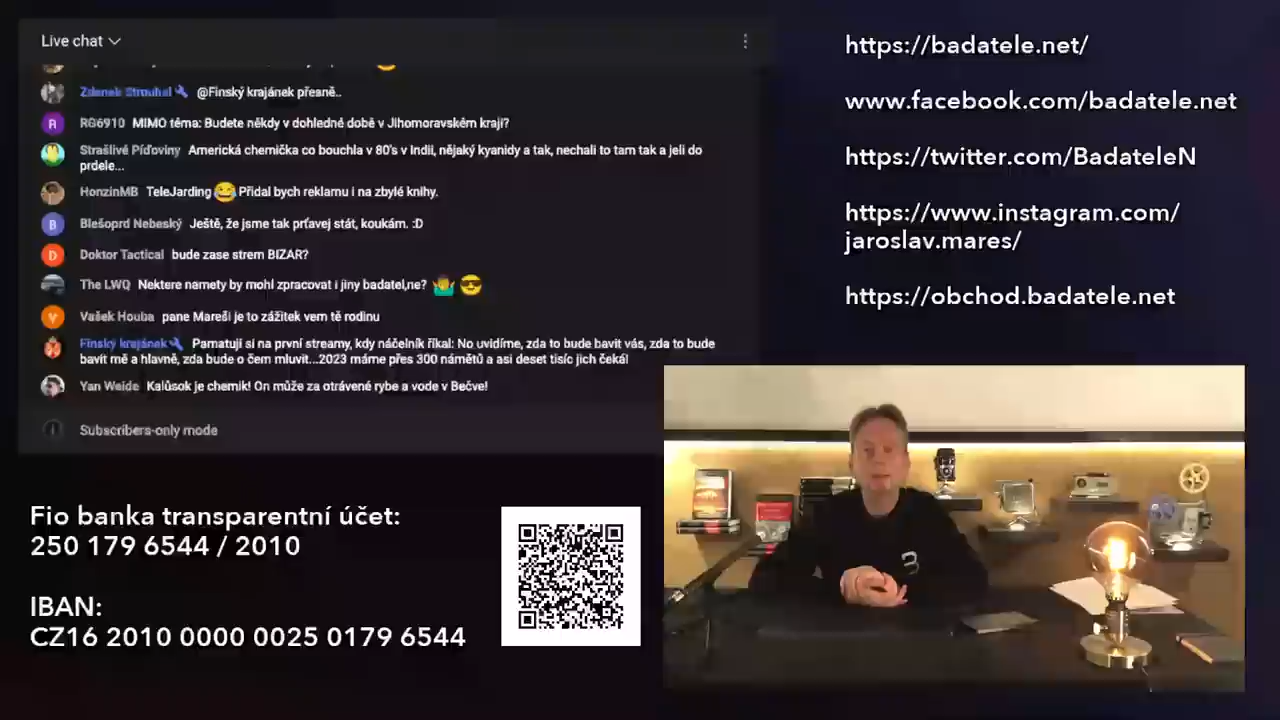 Live chat
Zdenek Strouhal @Finský krajánek přesně..
R RG6910 MIMO téma: Budete někdy v dohledné době v Jihomoravském kraji?
Strašlivé Píďoviny Americká chemička co bouchla v 80's v Indii, nějaký kyanidy a tak, nechali to tam tak a jeli do
prdele...
HonzinMB TeleJarding 😂 Přidal bych reklamu i na zbylé knihy.
B Blešoprd Nebeský Ještě, že jsme tak prťavej stát, koukám. :D
D Doktor Tactical bude zase strem BIZAR?
The LWQ Nektere namety by mohl zpracovat i jiny badatel,ne? 🤷‍♂️ 😎
V Vašek Houba pane Mareši je to zážitek vem tě rodinu
Finský krajánek Pamatuji si na první streamy, kdy náčelník říkal: No uvidíme, zda to bude bavit vás, zda to bude
bavit mě a hlavně, zda bude o čem mluvit...2023 máme přes 300 námětů a asi deset tisíc jich čeká!
Yan Weide Kalůsok je chemik! On může za otrávené rybe a vode v Bečve!
Subscribers-only mode
https://badatele.net/
www.facebook.com/badatele.net
https://twitter.com/BadateleN
https://www.instagram.com/
jaroslav.mares/
https://obchod.badatele.net
Fio banka transparentní účet:
250 179 6544 / 2010
IBAN:
CZ16 2010 0000 0025 0179 6544